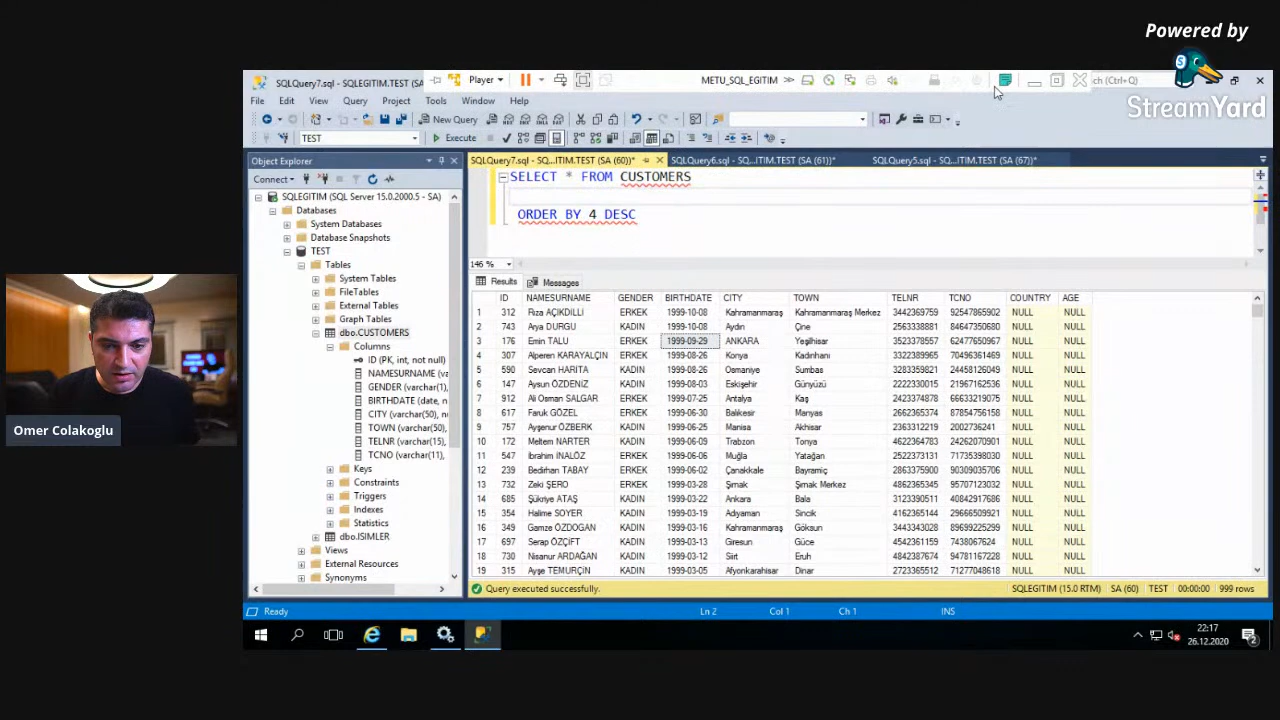 Powered by
StreamYard
SQLQuery7.sql - SQLEGITIM.TEST (SA
Player
METU_SQL_EGITIM
ch (Ctrl+Q)
File Edit View Query Project Tools Window Help
New Query
TEST
Execute
Object Explorer
SQLQuery7.sql - SQ...ITIM.TEST (SA (60))*
SQLQuery6.sql - SQ...ITIM.TEST (SA (61))*
SQLQuery5.sql - SQ...ITIM.TEST (SA (67))*
Connect
SQLEGITIM (SQL Server 15.0.2000.5 - SA)
Databases
System Databases
Database Snapshots
TEST
Tables
System Tables
FileTables
External Tables
Graph Tables
dbo.CUSTOMERS
Columns
ID (PK, int, not null)
NAMESURNAME (va
GENDER (varchar(1),
BIRTHDATE (date, n
CITY (varchar(50), n
TOWN (varchar(50),
TELNR (varchar(15),
TCNO (varchar(11),
Keys
Constraints
Triggers
Indexes
Statistics
dbo.ISIMLER
Views
External Resources
Synonyms
SELECT * FROM CUSTOMERS
ORDER BY 4 DESC
146 %
Results Messages
ID NAMESURNAME GENDER BIRTHDATE CITY TOWN TELNR TCNO COUNTRY AGE
1 312 Rıza AÇIKDİLLİ ERKEK 1999-10-08 Kahramanmaraş Kahramanmaraş Merkez 3442369759 92547865902 NULL NULL
2 743 Arya DURGU KADIN 1999-10-08 Aydın Çine 2563338881 84647350680 NULL NULL
3 176 Emin TALU ERKEK 1999-09-29 ANKARA Yeşilhisar 3523378557 62477650967 NULL NULL
4 307 Alperen KARAYALÇIN ERKEK 1999-08-26 Konya Kadınhanı 3322389965 70496361469 NULL NULL
5 590 Sevcan HARİTA ERKEK 1999-08-26 Osmaniye Sumbas 3283359821 24458126049 NULL NULL
6 147 Aysun ÖZDENİZ KADIN 1999-08-03 Eskişehir Günyüzü 2222330015 21967162536 NULL NULL
7 912 Ali Osman SALGAR ERKEK 1999-07-25 Antalya Kaş 2423374878 66633219075 NULL NULL
8 617 Faruk GÖZEL ERKEK 1999-06-30 Balıkesir Manyas 2662365374 87854756158 NULL NULL
9 757 Ayşenur ÖZBERK KADIN 1999-06-29 Manisa Akhisar 2363312219 2002736241 NULL NULL
10 172 Meltem NARTER KADIN 1999-06-09 Trabzon Tonya 4622364783 24262070901 NULL NULL
11 547 İbrahim İNALÖZ ERKEK 1999-06-06 Muğla Yatağan 2522373131 71735398030 NULL NULL
12 239 Bedirhan TABAY ERKEK 1999-06-02 Çanakkale Bayramiç 2863375900 90309035706 NULL NULL
13 732 Zeki ŞERO ERKEK 1999-03-28 Şırnak Şırnak Merkez 4862365345 95707123032 NULL NULL
14 685 Şükriye ATAŞ KADIN 1999-03-22 Ankara Bala 3123390511 40842917686 NULL NULL
15 354 Halime SOYER KADIN 1999-03-19 Adıyaman Sincik 4162365144 29666509921 NULL NULL
16 349 Gamze ÖZDOĞAN KADIN 1999-03-16 Kahramanmaraş Göksun 3443343028 89699225299 NULL NULL
17 697 Serap ÖZÇİFT KADIN 1999-03-13 Giresun Güce 4542361159 7438067624 NULL NULL
18 730 Nisanur ARDAĞAN KADIN 1999-03-12 Siirt Eruh 4842387674 94781167228 NULL NULL
19 315 Ayşe TEMURÇİN KADIN 1999-03-07 Afyonkarahisar Dinar 2723365512 71277048618 NULL NULL
Query executed successfully.
SQLEGITIM (15.0 RTM) SA (60) TEST 00:00:00 999 rows
Ready
Ln 2 Col 1 Ch 1 INS
22:17
26.12.2020
2
Omer Colakoglu